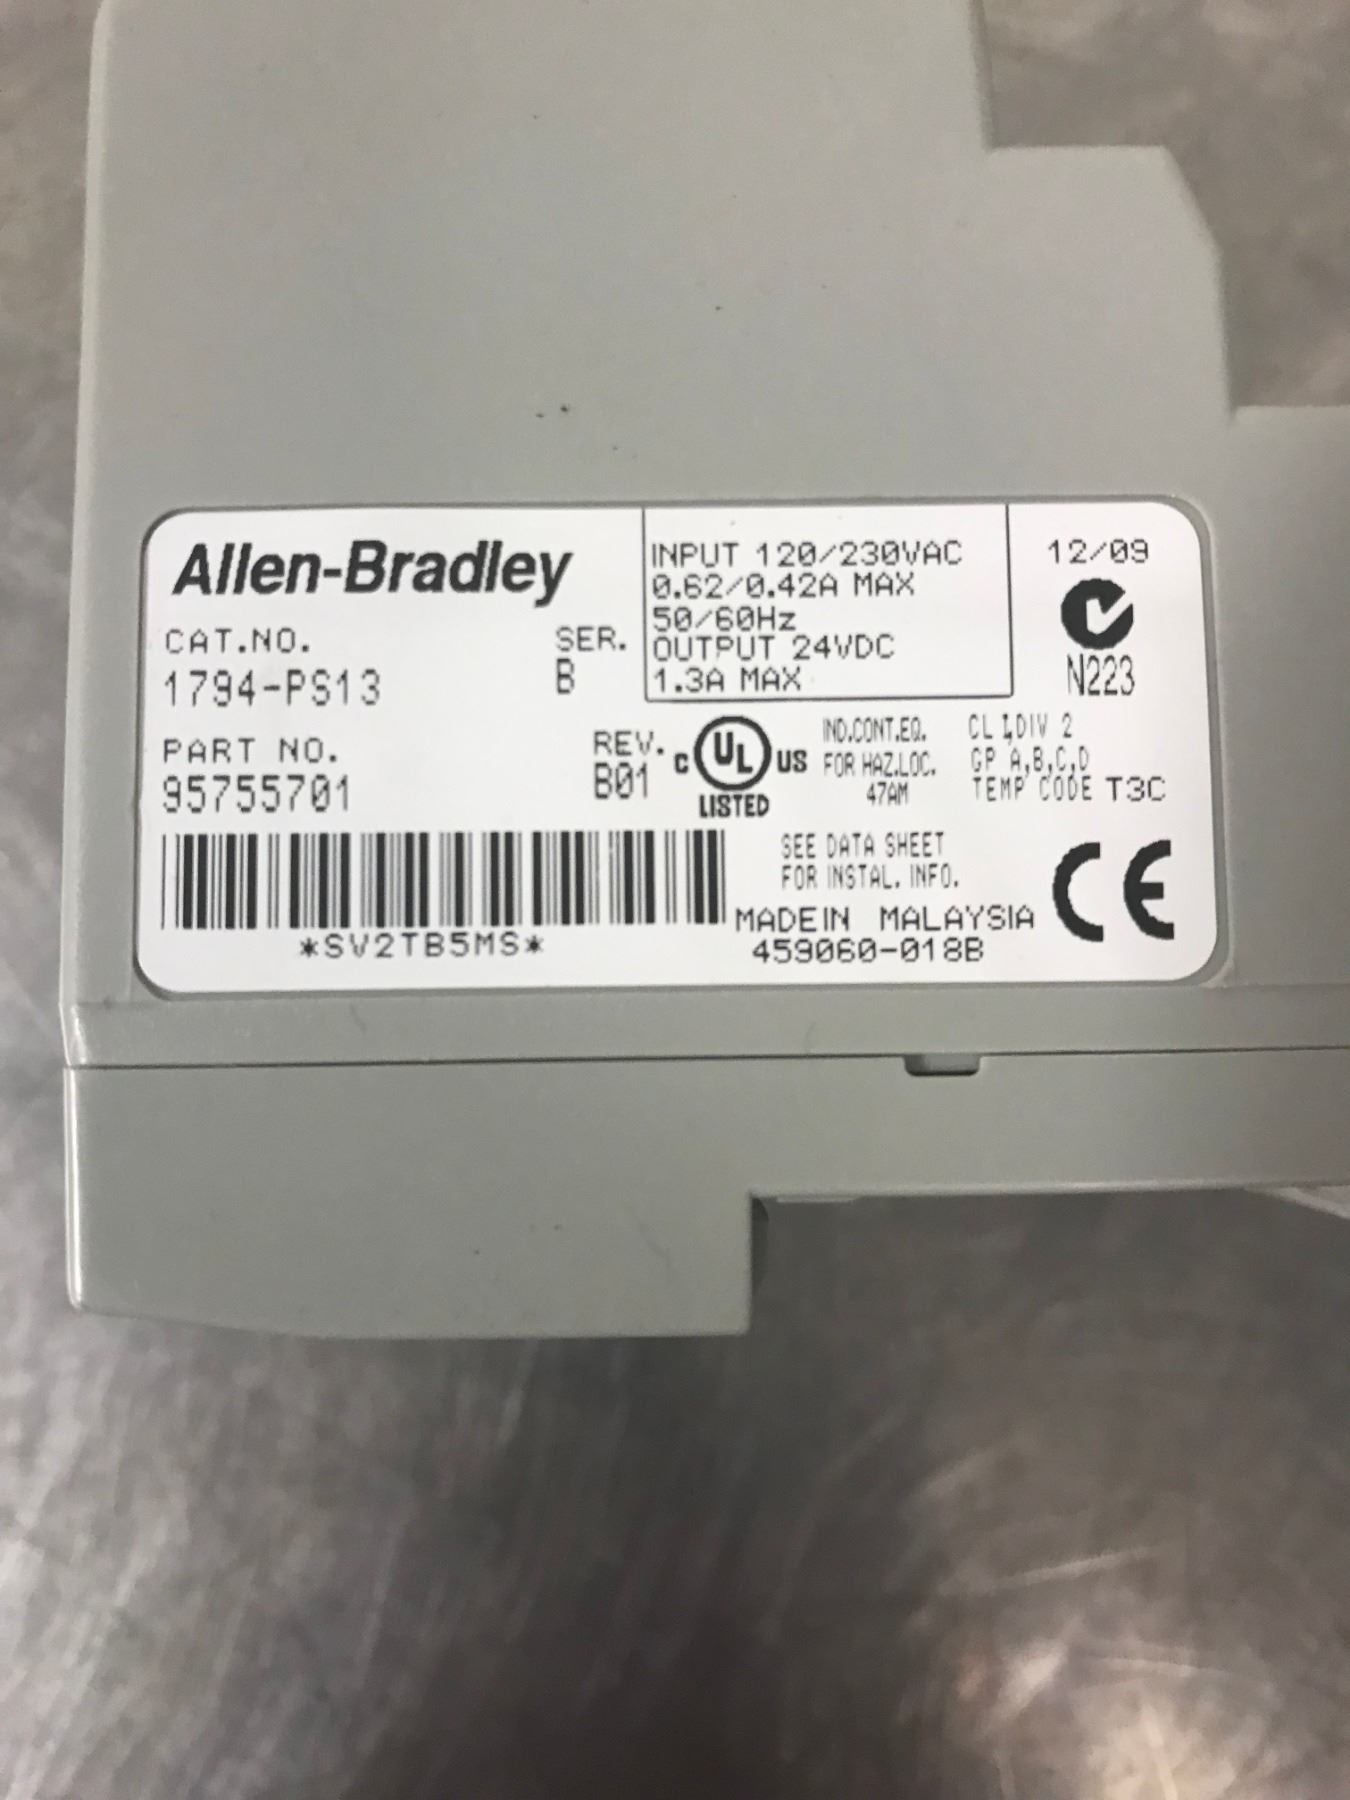 Allen-Bradley
CAT.NO.
SER.
1794-PS13
B
PART NO.
REV.
95755701
B01
*SV2TB5MS*
INPUT 120/230VAC
0.62/0.42A MAX
50/60Hz
OUTPUT 24VDC
1.3A MAX
12/09
N223
C UL US
LISTED
IND.CONT.EQ.
FOR HAZ.LOC.
47AM
CL I,DIV 2
GP A,B,C,D
TEMP CODE T3C
SEE DATA SHEET
FOR INSTAL. INFO.
MADE IN MALAYSIA
459060-018B
CE